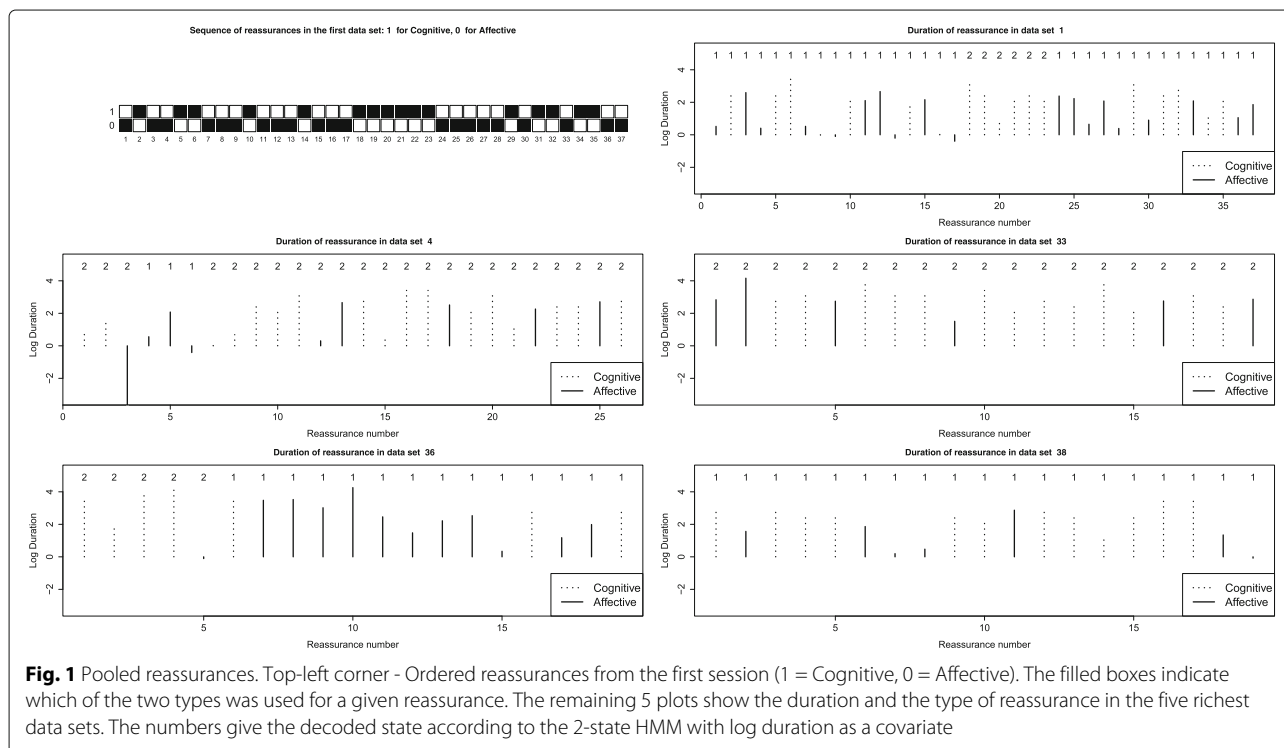 Sequence of reassurances in the first data set: 1 for Cognitive, 0 for Affective
1
0
1 2 3 4 5 6 7 8 9 10 11 12 13 14 15 16 17 18 19 20 21 22 23 24 25 26 27 28 29 30 31 32 33 34 35 36 37
Duration of reassurance in data set 1
1 1 1 1 1 1 1 1 1 1 1 1 1 1 1 1 1 2 2 2 2 2 2 1 1 1 1 1 1 1 1 1 1 1 1 1 1
Log Duration
4
2
0
−2
Cognitive
Affective
0 5 10 15 20 25 30 35
Reassurance number
Duration of reassurance in data set 4
2 2 2 1 1 1 2 2 2 2 2 2 2 2 2 2 2 2 2 2 2 2 2 2 2 2
Log Duration
4
2
0
−2
Cognitive
Affective
0 5 10 15 20 25
Reassurance number
Duration of reassurance in data set 33
2 2 2 2 2 2 2 2 2 2 2 2 2 2 2 2 2 2 2
Log Duration
4
2
0
−2
Cognitive
Affective
5 10 15
Reassurance number
Duration of reassurance in data set 36
2 2 2 2 2 1 1 1 1 1 1 1 1 1 1 1 1 1 1
Log Duration
4
2
0
−2
Cognitive
Affective
5 10 15
Reassurance number
Duration of reassurance in data set 38
1 1 1 1 1 1 1 1 1 1 1 1 1 1 1 1 1 1 1
Log Duration
4
2
0
−2
Cognitive
Affective
5 10 15
Reassurance number
Fig. 1 Pooled reassurances. Top-left corner - Ordered reassurances from the first session (1 = Cognitive, 0 = Affective). The filled boxes indicate
which of the two types was used for a given reassurance. The remaining 5 plots show the duration and the type of reassurance in the five richest
data sets. The numbers give the decoded state according to the 2-state HMM with log duration as a covariate